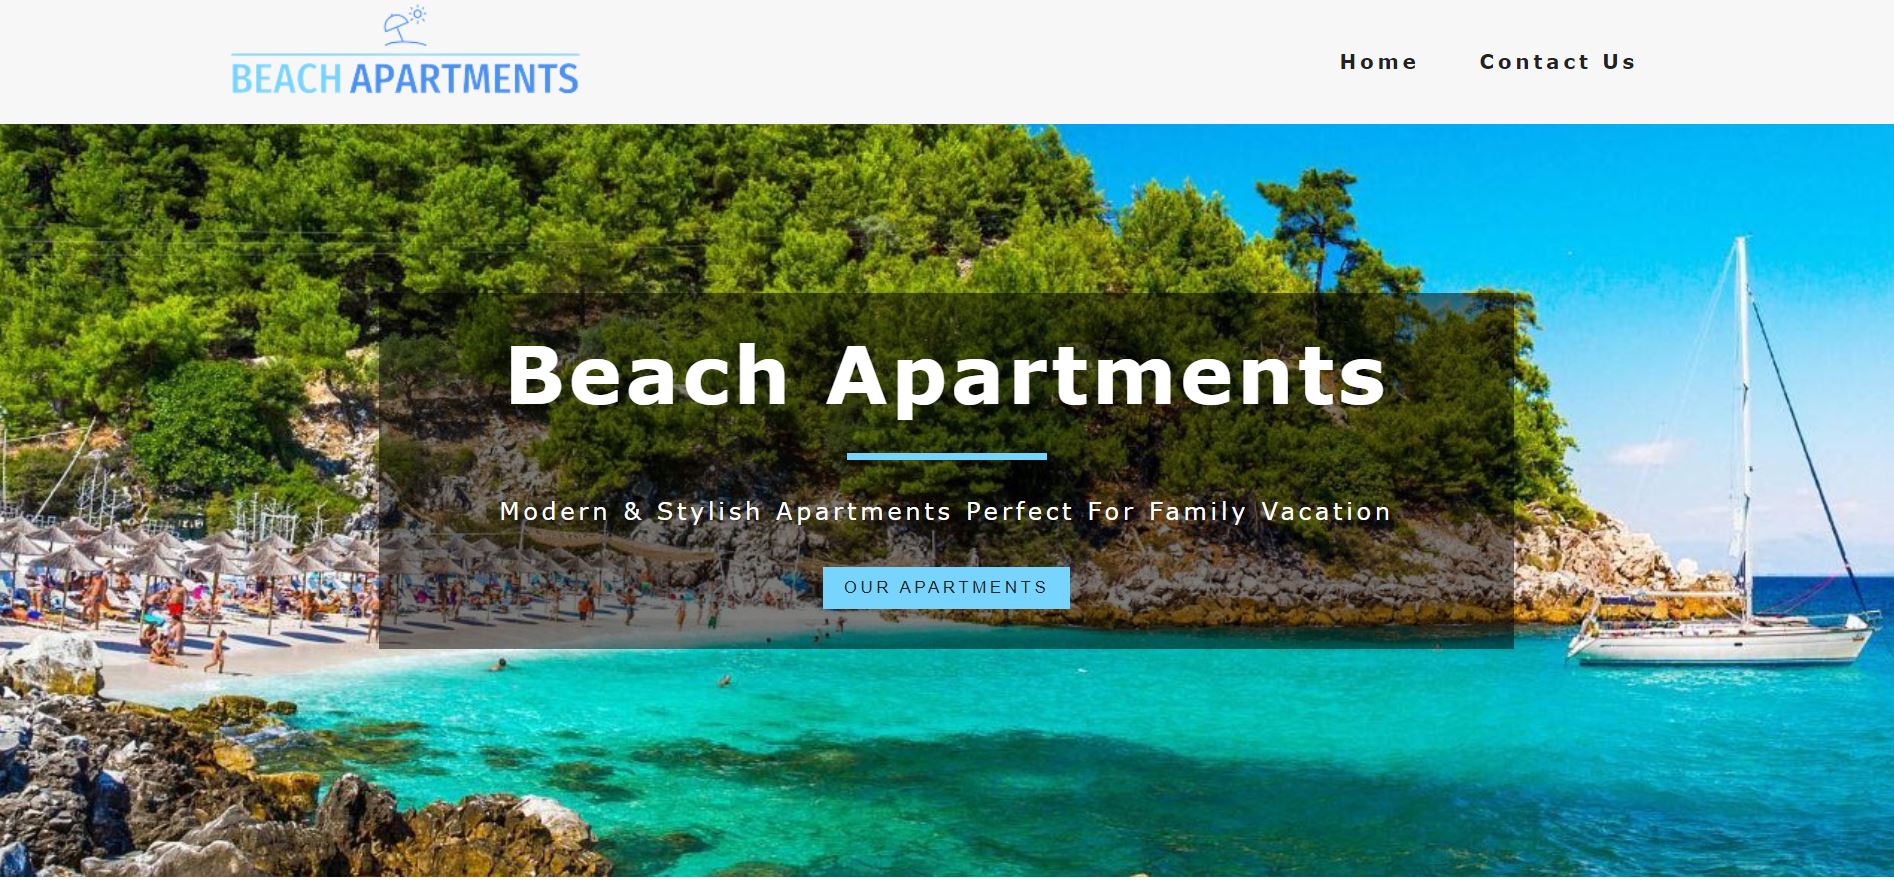 BEACH APARTMENTS
Home
Contact Us
Beach Apartments
Modern & Stylish Apartments Perfect For Family Vacation
OUR APARTMENTS